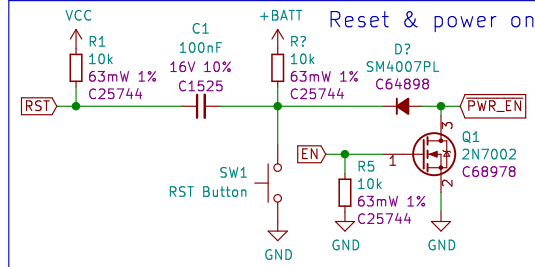 Reset & power on
VCC
R1
10k
63mW 1%
C25744
C1
100nF
16V 10%
C1525
+BATT
R?
10k
63mW 1%
C25744
D?
SM4007PL
C64898
RST
PWR_EN
3
Q1
2N7002
C68978
1
2
EN
R5
10k
63mW 1%
C25744
SW1
RST Button
GND
GND
GND